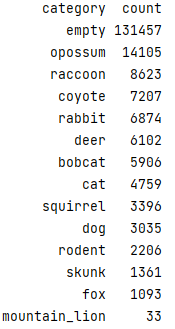 category count
empty 131457
opossum 14105
raccoon 8623
coyote 7207
rabbit 6874
deer 6102
bobcat 5906
cat 4759
squirrel 3396
dog 3035
rodent 2206
skunk 1361
fox 1093
mountain_lion 33